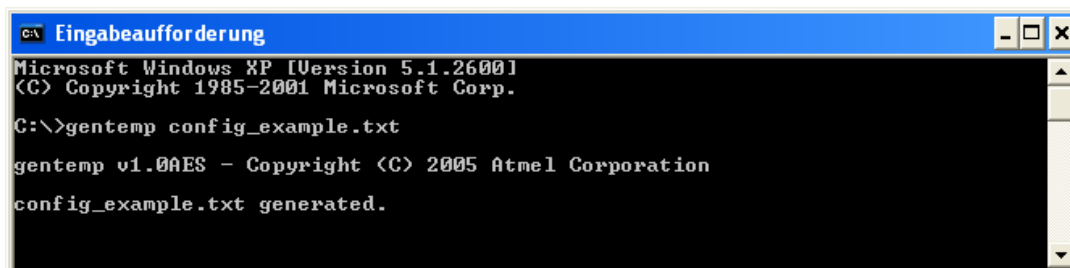 Eingabeaufforderung
Microsoft Windows XP [Version 5.1.2600]
(C) Copyright 1985-2001 Microsoft Corp.
C:\>gentemp config_example.txt
gentemp v1.0AES - Copyright (C) 2005 Atmel Corporation
config_example.txt generated.